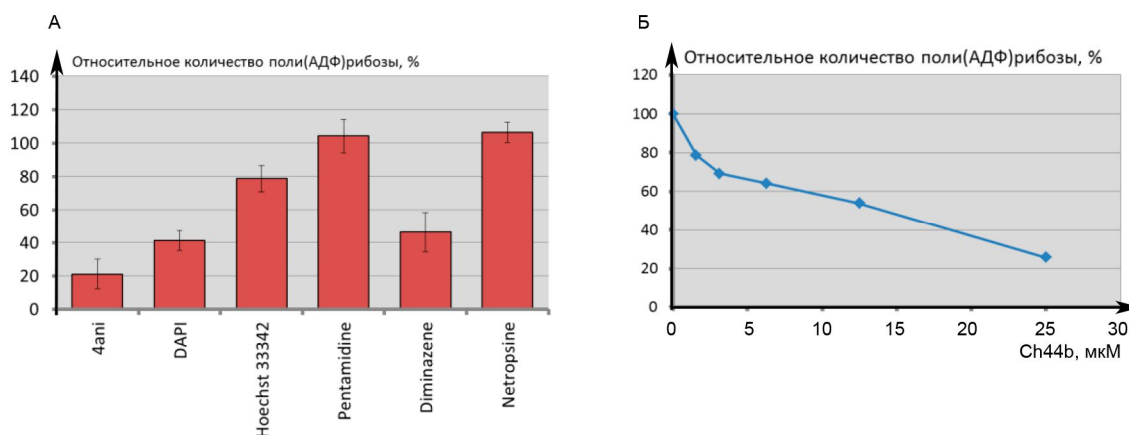 А
Относительное количество поли(АДФ)рибозы, %
140
120
100
80
60
40
20
0
4ani
DAPI
Hoechst 33342
Pentamidine
Diminazene
Netropsine
Б
Относительное количество поли(АДФ)рибозы, %
120
100
80
60
40
20
0
0 5 10 15 20 25 30
Ch44b, мкМ